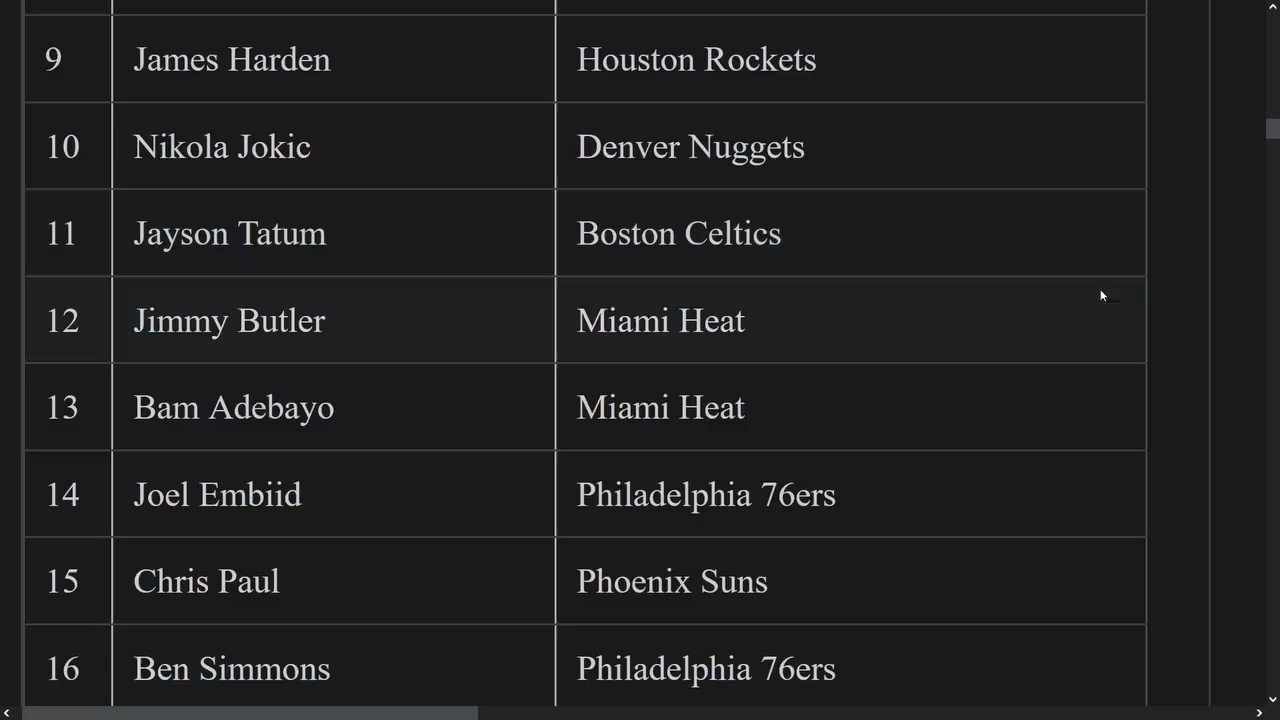 9 James Harden Houston Rockets
10 Nikola Jokic Denver Nuggets
11 Jayson Tatum Boston Celtics
12 Jimmy Butler Miami Heat
13 Bam Adebayo Miami Heat
14 Joel Embiid Philadelphia 76ers
15 Chris Paul Phoenix Suns
16 Ben Simmons Philadelphia 76ers